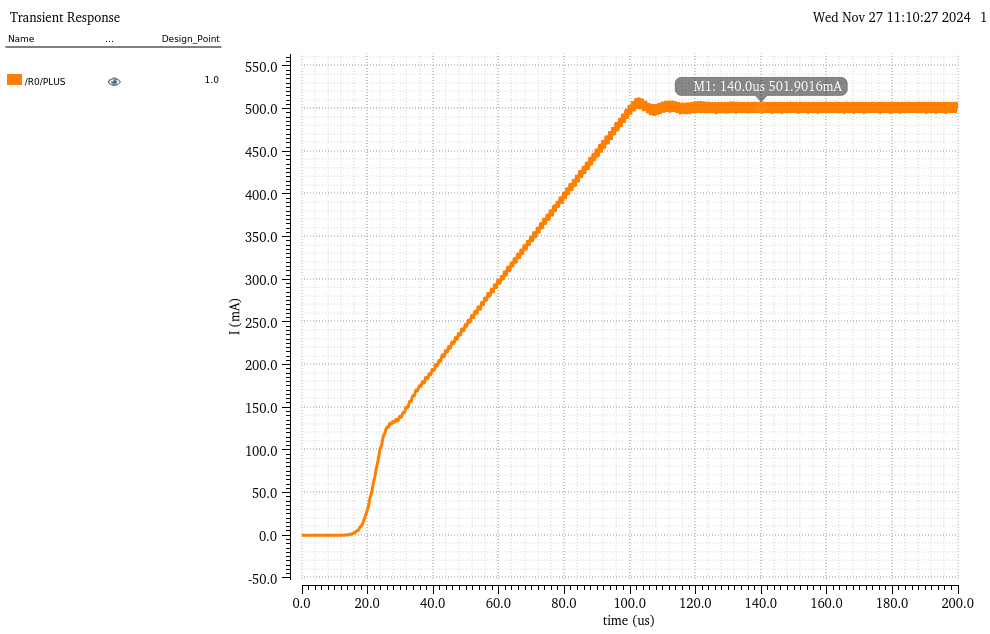 Transient Response
Wed Nov 27 11:10:27 2024 1
Name ... Design_Point
/R0/PLUS 1.0
M1: 140.0us 501.9016mA
550.0
500.0
450.0
400.0
350.0
300.0
250.0
200.0
150.0
100.0
50.0
0.0
-50.0
I (mA)
0.0 20.0 40.0 60.0 80.0 100.0 120.0 140.0 160.0 180.0 200.0
time (us)